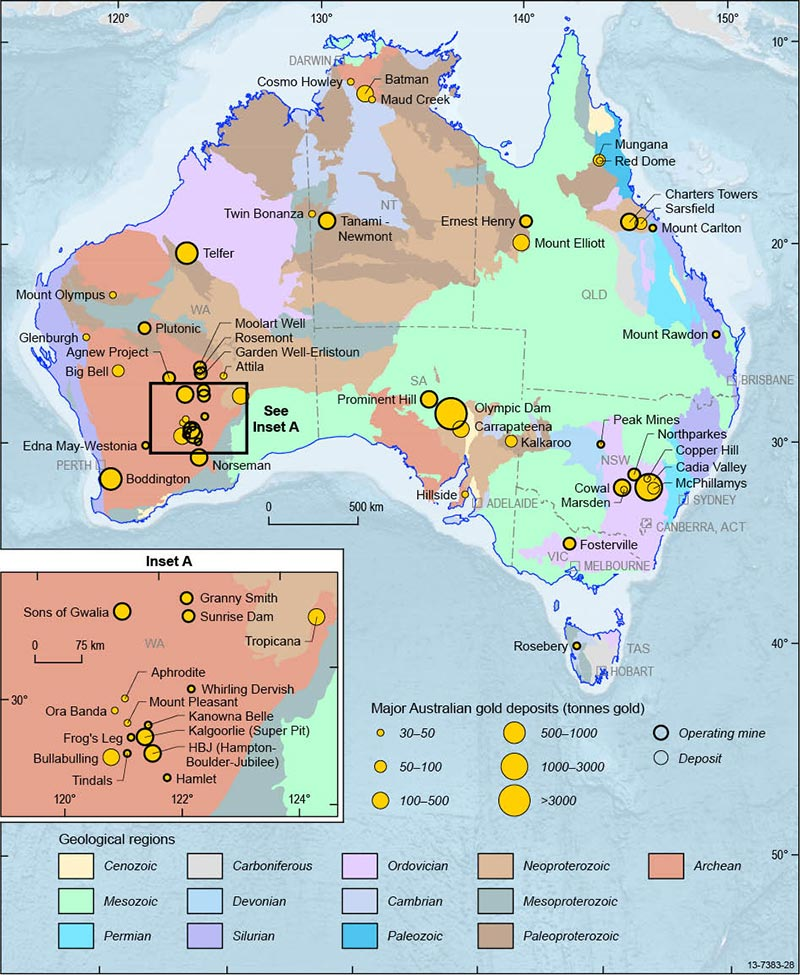 120°
130°
140°
150°
10°
DARWIN
Cosmo Howley
Batman
Maud Creek
Mungana
Red Dome
Charters Towers
Sarsfield
Mount Carlton
NT
Twin Bonanza
Tanami -
Newmont
Ernest Henry
Mount Elliott
20°
Telfer
QLD
Mount Olympus
WA
Plutonic
Moolart Well
Rosemont
Garden Well-Erlistoun
Attila
Glenburgh
Agnew Project
Big Bell
Mount Rawdon
BRISBANE
SA
Prominent Hill
Olympic Dam
Carrapateena
Kalkaroo
See
Inset A
Peak Mines
Northparkes
Copper Hill
Cadia Valley
McPhillamys
30°
NSW
Edna May-Westonia
PERTH
Norseman
Boddington
Cowal
Marsden
SYDNEY
Hillside
ADELAIDE
CANBERRA, ACT
0
500 km
Fosterville
VIC
MELBOURNE
Rosebery
TAS
HOBART
40°
Inset A
Sons of Gwalia
Granny Smith
Sunrise Dam
Tropicana
0
75 km
WA
Aphrodite
Whirling Dervish
Mount Pleasant
Ora Banda
Kanowna Belle
Kalgoorlie (Super Pit)
Frog's Leg
HBJ (Hampton-
Boulder-Jubilee)
Bullabulling
Tindals
Hamlet
30°
120°
122°
124°
Major Australian gold deposits (tonnes gold)
30–50
500–1000
Operating mine
50–100
1000–3000
Deposit
100–500
>3000
50°
Geological regions
Cenozoic
Carboniferous
Ordovician
Neoproterozoic
Archean
Mesozoic
Devonian
Cambrian
Mesoproterozoic
Permian
Silurian
Paleozoic
Paleoproterozoic
13-7383-28